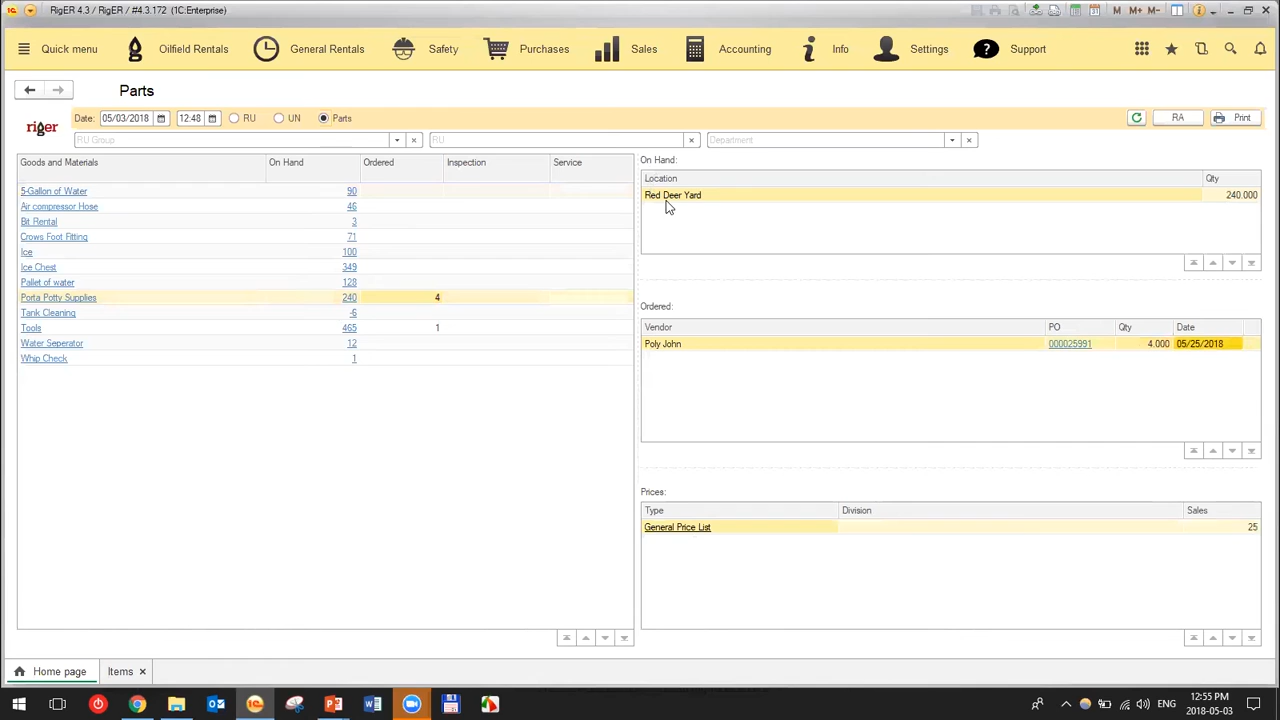 RigER 4.3 / RigER / #4.3.172 (1C:Enterprise)
M M+ M-
Quick menu Oilfield Rentals General Rentals Safety Purchases Sales Accounting Info Settings Support
Parts
riger
Date: 05/03/2018 12:48 RU UN Parts RA Print
RU Group RU Department
Goods and Materials On Hand Ordered Inspection Service
5-Gallon of Water 90
Air compressor Hose 46
Bit Rental 3
Crows Foot Fitting 71
Ice 100
Ice Chest 349
Pallet of water 128
Porta Potty Supplies 240 4
Tank Cleaning -6
Tools 465 1
Water Seperator 12
Whip Check 1
On Hand:
Location Qty
Red Deer Yard 240.000
Ordered:
Vendor PO Qty Date
Poly John 000025991 4.000 05/25/2018
Prices:
Type Division Sales
General Price List 25
Home page Items
ENG
12:55 PM
2018-05-03